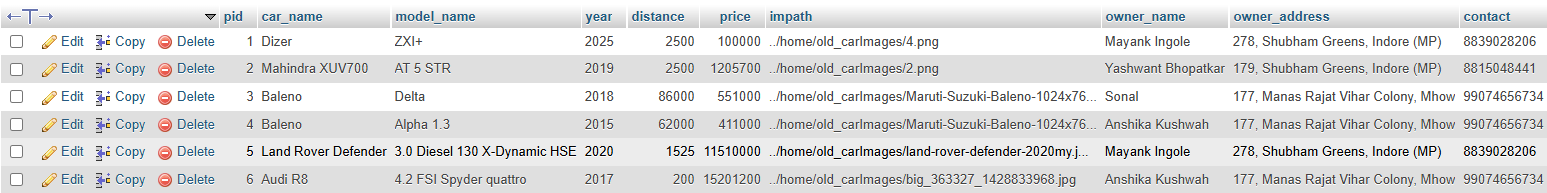 pid car_name model_name year distance price impath owner_name owner_address contact
Edit Copy Delete 1 Dizer ZXI+ 2025 2500 100000 ../home/old_carImages/4.png Mayank Ingole 278, Shubham Greens, Indore (MP) 8839028206
Edit Copy Delete 2 Mahindra XUV700 AT 5 STR 2019 2500 1205700 ../home/old_carImages/2.png Yashwant Bhopatkar 179, Shubham Greens, Indore (MP) 8815048441
Edit Copy Delete 3 Baleno Delta 2018 86000 551000 ../home/old_carImages/Maruti-Suzuki-Baleno-1024x76... Sonal 177, Manas Rajat Vihar Colony, Mhow 99074656734
Edit Copy Delete 4 Baleno Alpha 1.3 2015 62000 411000 ../home/old_carImages/Maruti-Suzuki-Baleno-1024x76... Anshika Kushwah 177, Manas Rajat Vihar Colony, Mhow 99074656734
Edit Copy Delete 5 Land Rover Defender 3.0 Diesel 130 X-Dynamic HSE 2020 1525 11510000 ../home/old_carImages/land-rover-defender-2020my.j... Mayank Ingole 278, Shubham Greens, Indore (MP) 8839028206
Edit Copy Delete 6 Audi R8 4.2 FSI Spyder quattro 2017 200 15201200 ../home/old_carImages/big_363327_1428833968.jpg Anshika Kushwah 177, Manas Rajat Vihar Colony, Mhow 99074656734